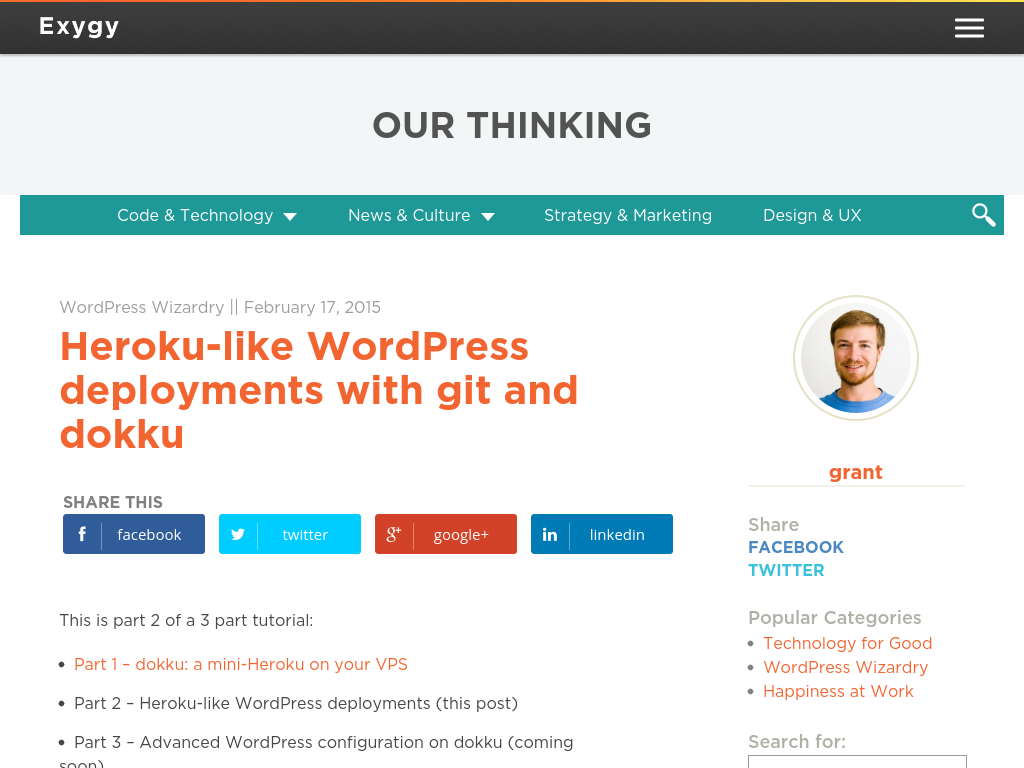 Exygy
OUR THINKING
Code & Technology
News & Culture
Strategy & Marketing
Design & UX
WordPress Wizardry || February 17, 2015
Heroku-like WordPress
deployments with git and
dokku
SHARE THIS
facebook
twitter
google+
linkedin
This is part 2 of a 3 part tutorial:
Part 1 – dokku: a mini-Heroku on your VPS
Part 2 – Heroku-like WordPress deployments (this post)
Part 3 – Advanced WordPress configuration on dokku (coming
soon)
grant
Share
FACEBOOK
TWITTER
Popular Categories
Technology for Good
WordPress Wizardry
Happiness at Work
Search for: